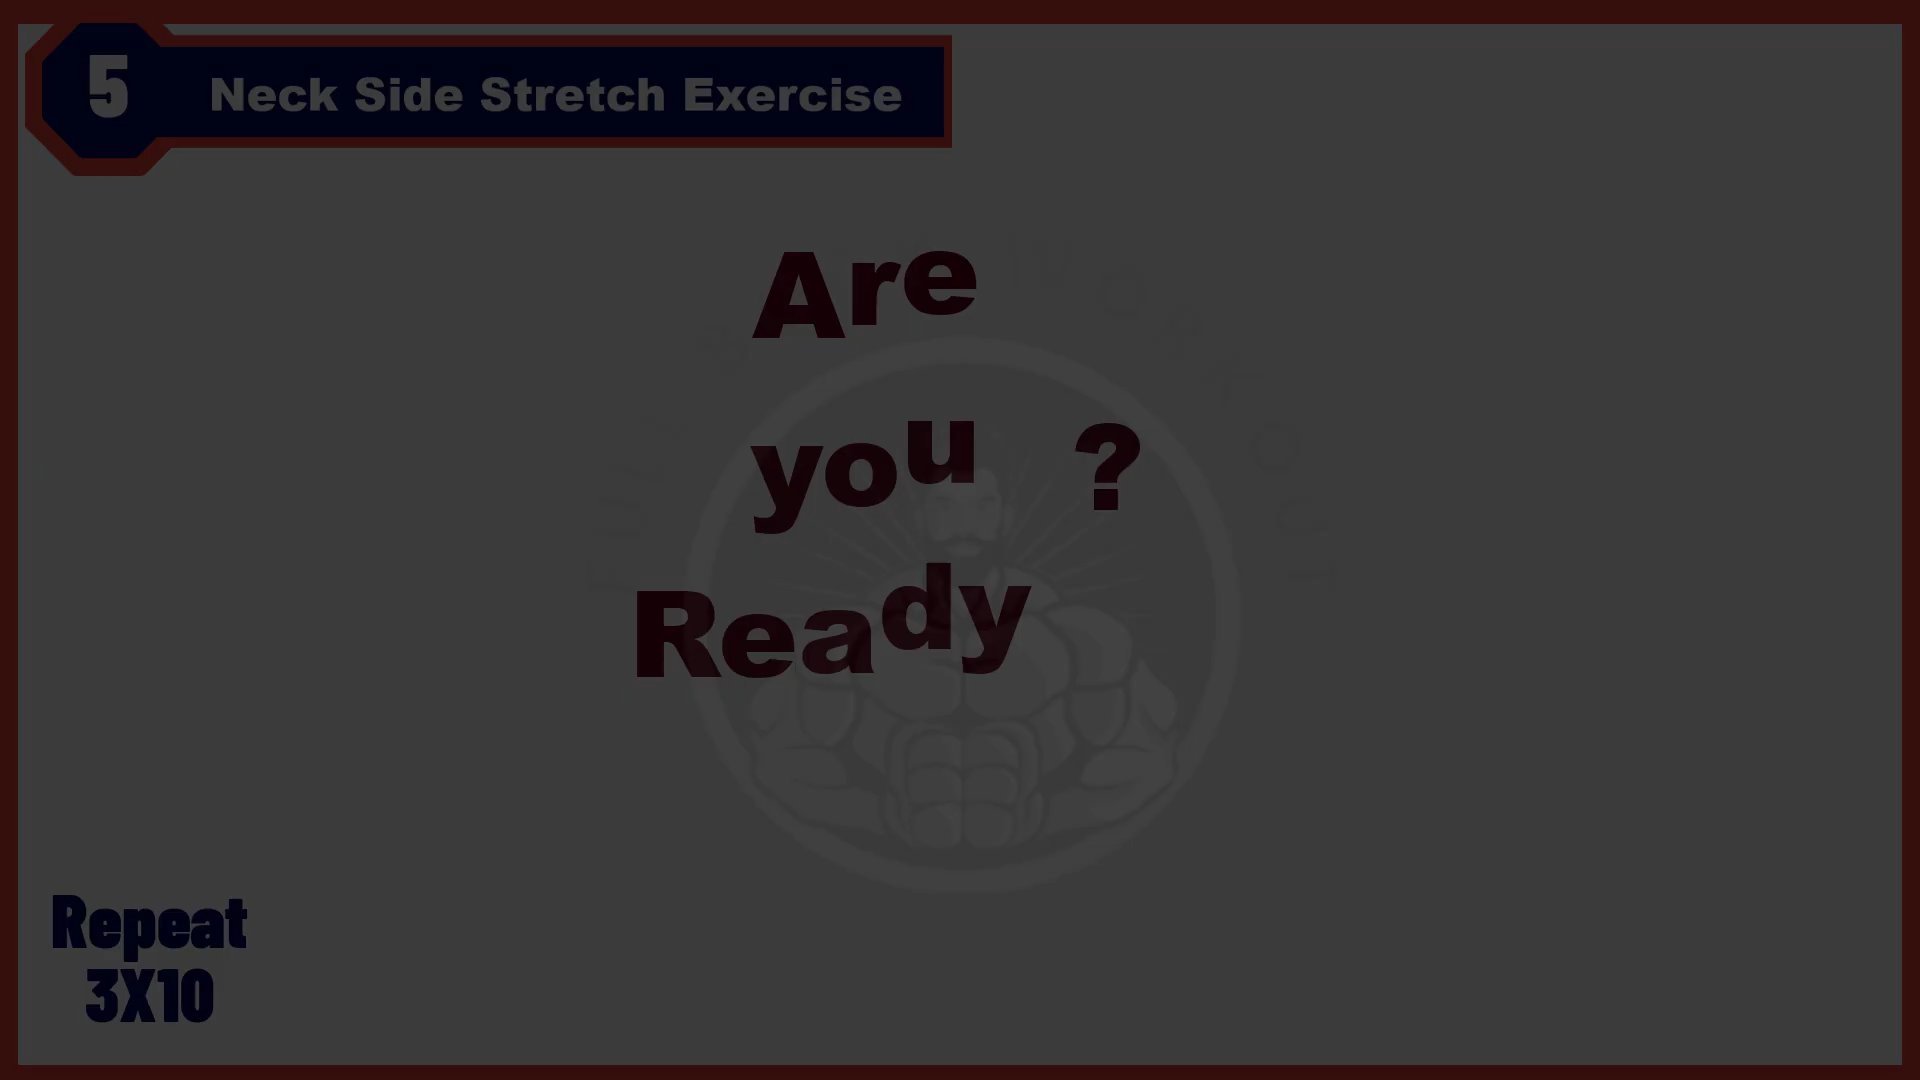 5
Neck Side Stretch Exercise
Are
you ?
Ready
Repeat
3X10